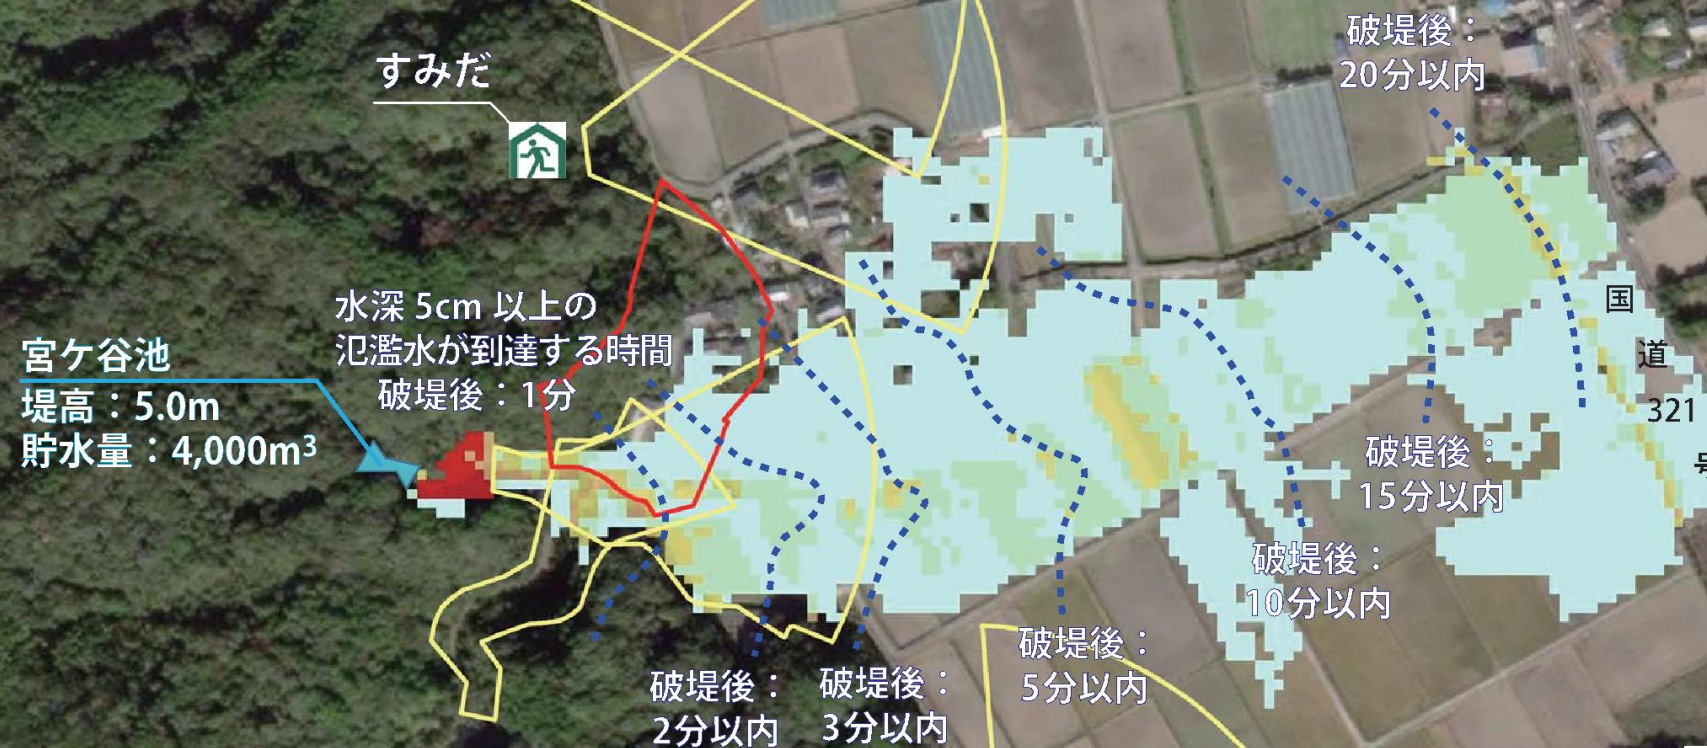 破堤後：
20分以内
すみだ
水深 5cm 以上の
氾濫水が到達する時間
破堤後：1分
宮ケ谷池
堤高：5.0m
貯水量：4,000m³
国
道
321
号
破堤後：
15分以内
破堤後：
10分以内
破堤後：
5分以内
破堤後：
2分以内
破堤後：
3分以内